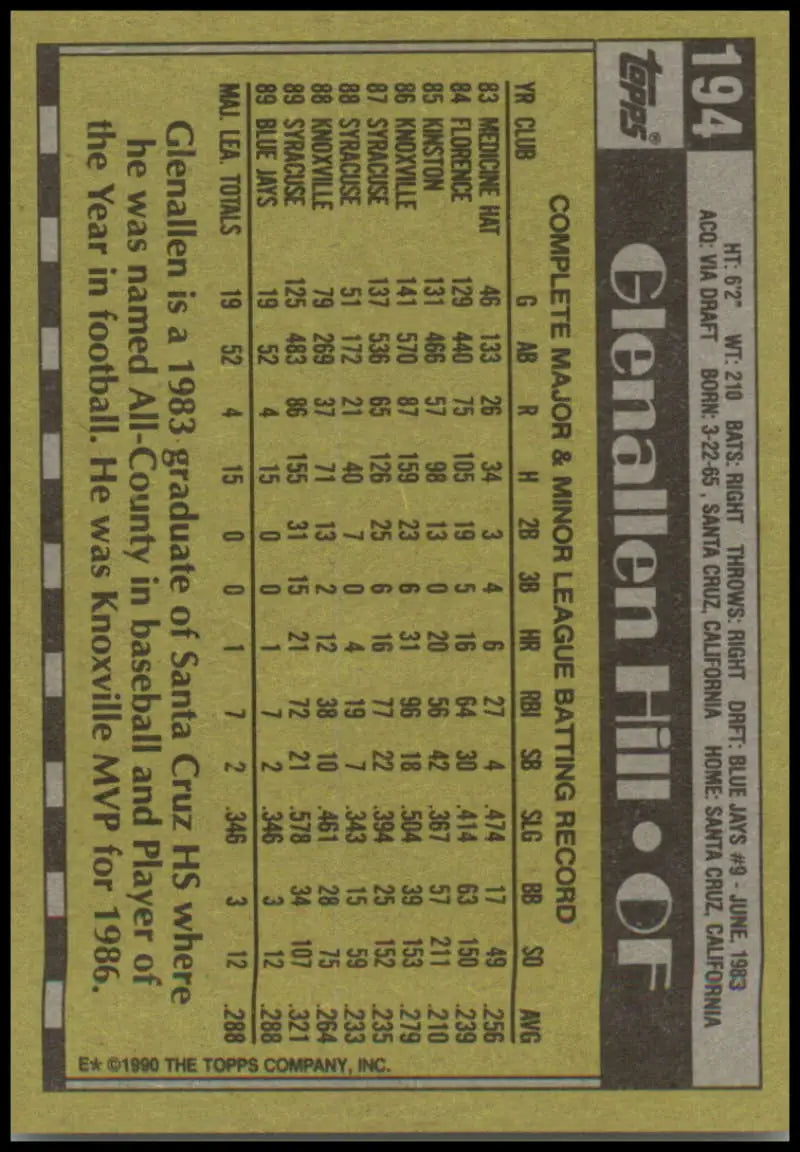 194
HT: 6'2" WT: 210 BATS: RIGHT THROWS: RIGHT DRFT: BLUE JAYS #9 - JUNE, 1983
ACQ: VIA DRAFT BORN: 3-22-65 , SANTA CRUZ, CALIFORNIA HOME: SANTA CRUZ, CALIFORNIA
topps®
Glenallen Hill • OF
COMPLETE MAJOR & MINOR LEAGUE BATTING RECORD
YR CLUB G AB R H 2B 3B HR RBI SB SLG BB SO AVG
83 MEDICINE HAT 46 133 26 34 3 4 6 27 4 .474 17 49 .256
84 FLORENCE 129 440 75 105 19 5 16 64 30 .414 63 150 .239
85 KINSTON 131 466 57 98 13 0 20 56 42 .367 57 211 .210
86 KNOXVILLE 141 570 87 159 23 6 31 96 18 .504 39 153 .279
87 SYRACUSE 137 536 65 126 25 6 16 77 22 .394 25 152 .235
88 SYRACUSE 51 172 21 40 7 0 4 19 7 .343 15 59 .233
88 KNOXVILLE 79 269 37 71 13 2 12 38 10 .461 28 75 .264
89 SYRACUSE 125 483 86 155 31 15 21 72 21 .578 34 107 .321
89 BLUE JAYS 19 52 4 15 0 0 1 7 2 .346 3 12 .288
MAJ. LEA. TOTALS 19 52 4 15 0 0 1 7 2 .346 3 12 .288
Glenallen is a 1983 graduate of Santa Cruz HS where
he was named All-County in baseball and Player of
the Year in football. He was Knoxville MVP for 1986.
E* ©1990 THE TOPPS COMPANY, INC.